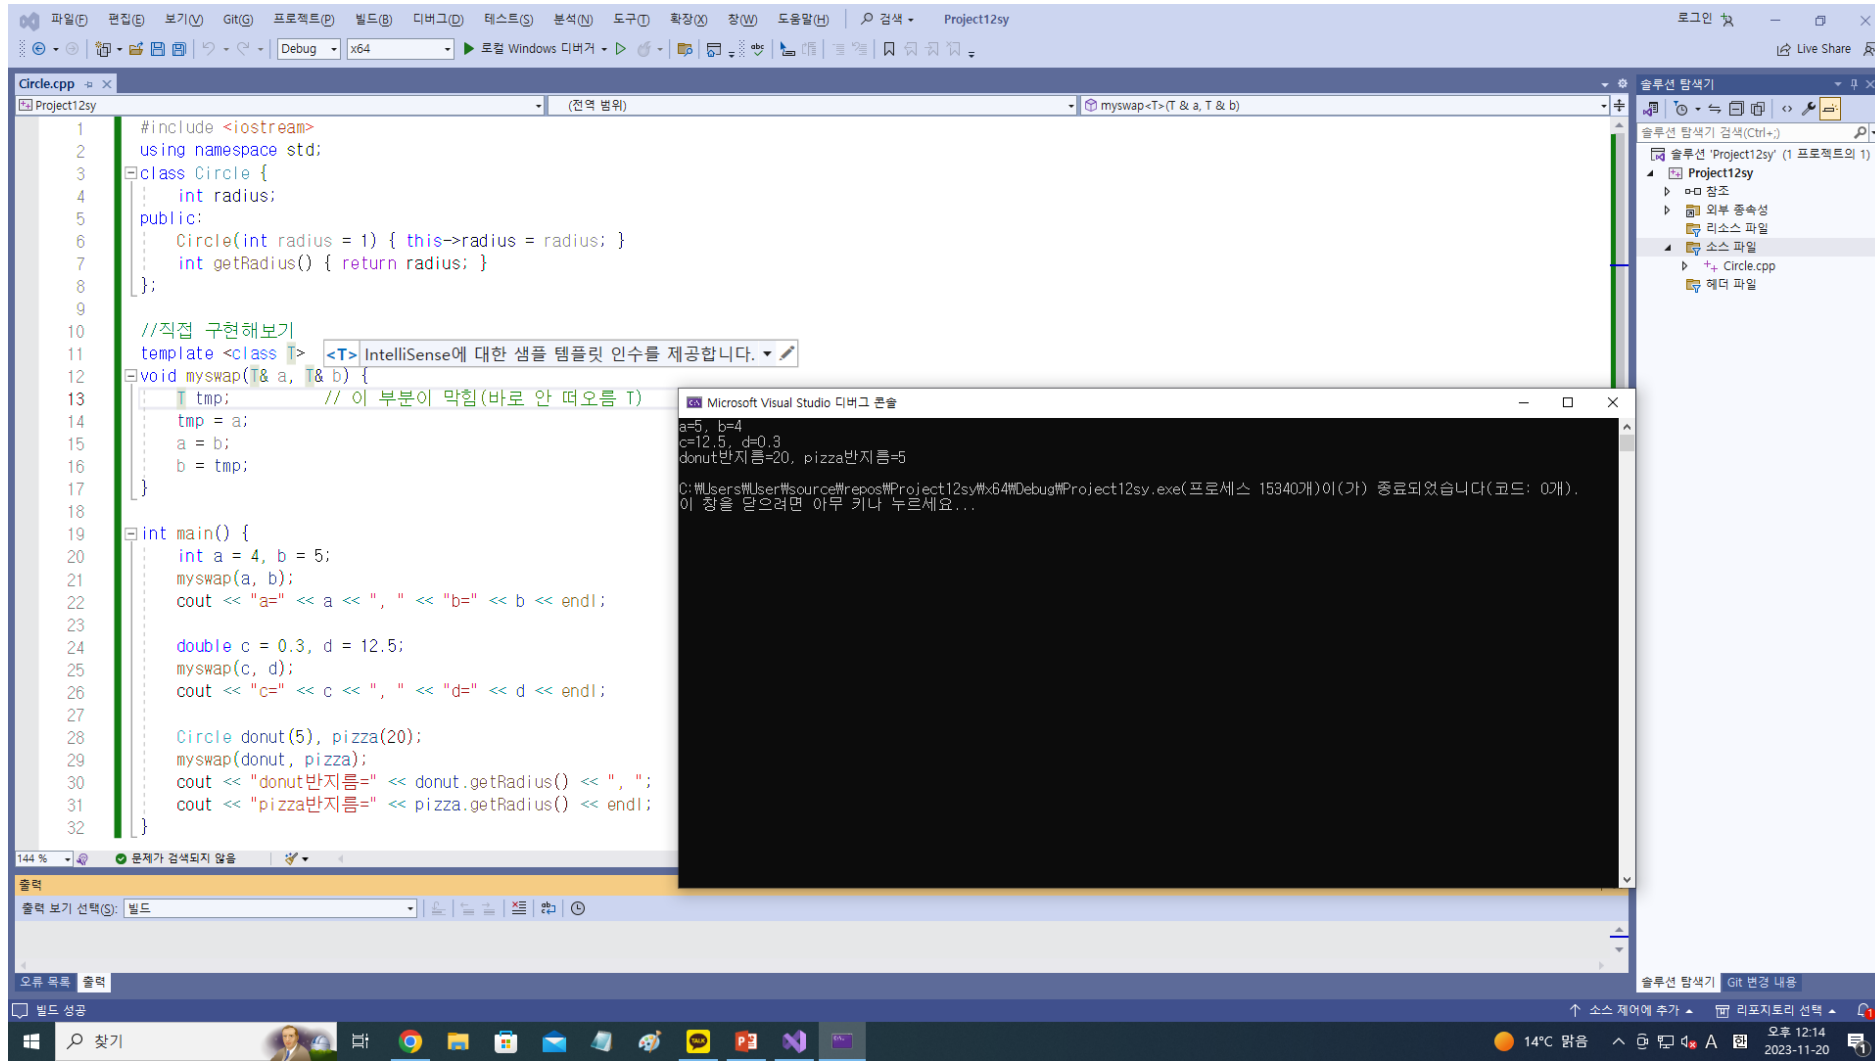 파일(F) 편집(E) 보기(V) Git(G) 프로젝트(P) 빌드(B) 디버그(D) 테스트(S) 분석(N) 도구(T) 확장(X) 창(W) 도움말(H) 검색 Project12sy 로그인
Debug x64 로컬 Windows 디버거 Live Share
Circle.cpp
Project12sy (전역 범위) myswap<T>(T & a, T & b)
1 #include <iostream>
2 using namespace std;
3 class Circle {
4 int radius;
5 public:
6 Circle(int radius = 1) { this->radius = radius; }
7 int getRadius() { return radius; }
8 };
9
10 //직접 구현해보기
11 template <class T> <T> IntelliSense에 대한 샘플 템플릿 인수를 제공합니다.
12 void myswap(T& a, T& b) {
13 T tmp; // 이 부분이 막힘(바로 안 떠오름 T)
14 tmp = a;
15 a = b;
16 b = tmp;
17 }
18
19 int main() {
20 int a = 4, b = 5;
21 myswap(a, b);
22 cout << "a=" << a << ", " << "b=" << b << endl;
23
24 double c = 0.3, d = 12.5;
25 myswap(c, d);
26 cout << "c=" << c << ", " << "d=" << d << endl;
27
28 Circle donut(5), pizza(20);
29 myswap(donut, pizza);
30 cout << "donut반지름=" << donut.getRadius() << ", ";
31 cout << "pizza반지름=" << pizza.getRadius() << endl;
32 }
144 % 문제가 검색되지 않음
출력
출력 보기 선택(S): 빌드
오류 목록 출력
Microsoft Visual Studio 디버그 콘솔
a=5, b=4
c=12.5, d=0.3
donut반지름=20, pizza반지름=5
C:₩Users₩User₩source₩repos₩Project12sy₩x64₩Debug₩Project12sy.exe(프로세스 15340개)이(가) 종료되었습니다(코드: 0개).
이 창을 닫으려면 아무 키나 누르세요...
솔루션 탐색기
솔루션 탐색기 검색(Ctrl+;)
솔루션 'Project12sy' (1 프로젝트의 1)
Project12sy
참조
외부 종속성
리소스 파일
소스 파일
Circle.cpp
헤더 파일
솔루션 탐색기 Git 변경 내용
빌드 성공 소스 제어에 추가 리포지토리 선택
찾기 14°C 맑음 A 한 오후 12:14
2023-11-20